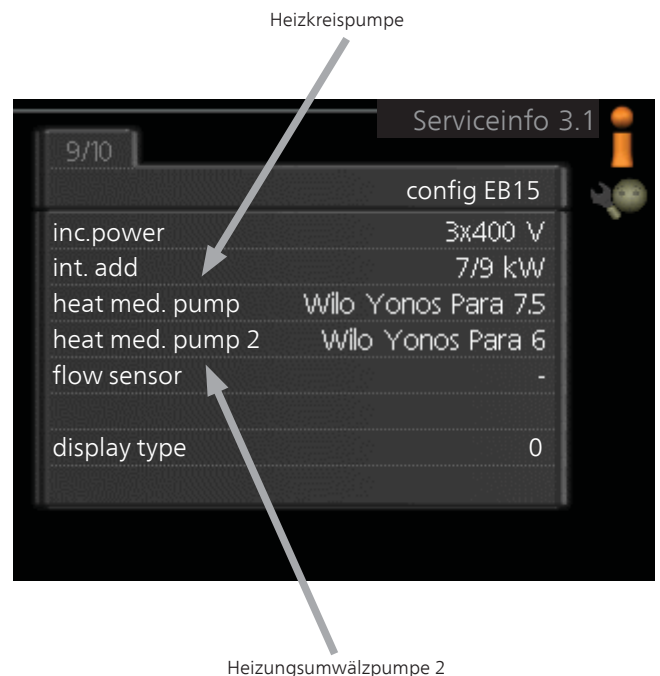 Heizkreispumpe
Serviceinfo 3.1
9/10
config EB15
inc.power 3x400 V
int. add 7/9 kW
heat med. pump Wilo Yonos Para 7.5
heat med. pump 2 Wilo Yonos Para 6
flow sensor -
display type 0
Heizungsumwälzpumpe 2